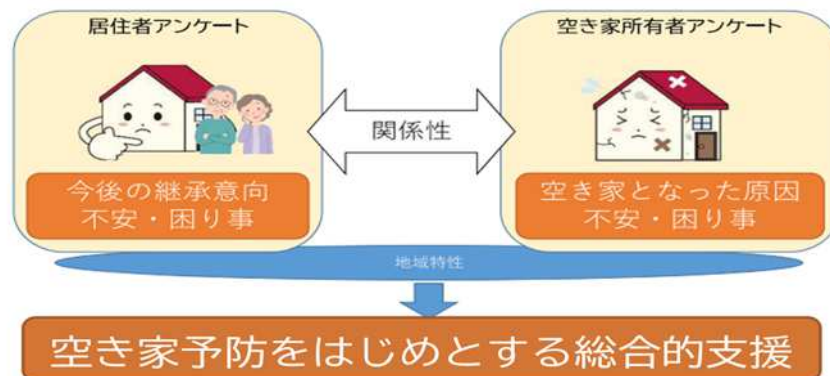 居住者アンケート
今後の継承意向
不安・困り事
関係性
空き家所有者アンケート
空き家となった原因
不安・困り事
地域特性
空き家予防をはじめとする総合的支援